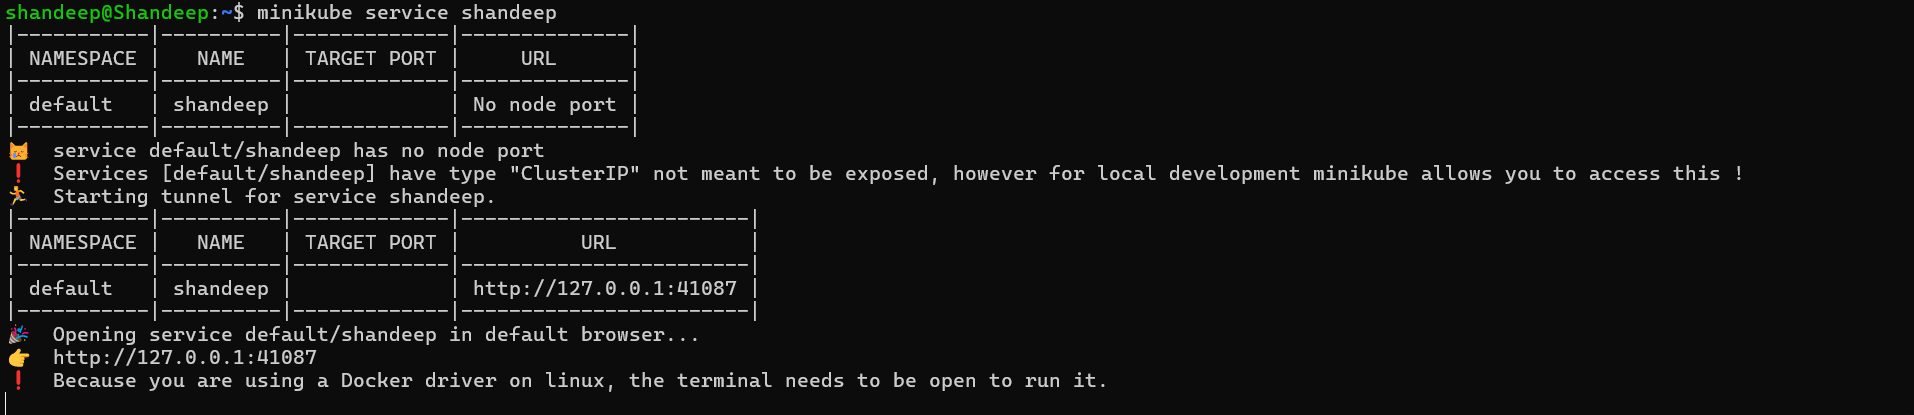 shandeep@Shandeep:~$ minikube service shandeep
|-----------|----------|-------------|--------------|
| NAMESPACE |   NAME   | TARGET PORT |     URL      |
|-----------|----------|-------------|--------------|
| default   | shandeep |             | No node port |
|-----------|----------|-------------|--------------|
😿  service default/shandeep has no node port
❗  Services [default/shandeep] have type "ClusterIP" not meant to be exposed, however for local development minikube allows you to access this !
🏃  Starting tunnel for service shandeep.
|-----------|----------|-------------|------------------------|
| NAMESPACE |   NAME   | TARGET PORT |          URL           |
|-----------|----------|-------------|------------------------|
| default   | shandeep |             | http://127.0.0.1:41087 |
|-----------|----------|-------------|------------------------|
🎉  Opening service default/shandeep in default browser...
👉  http://127.0.0.1:41087
❗  Because you are using a Docker driver on linux, the terminal needs to be open to run it.